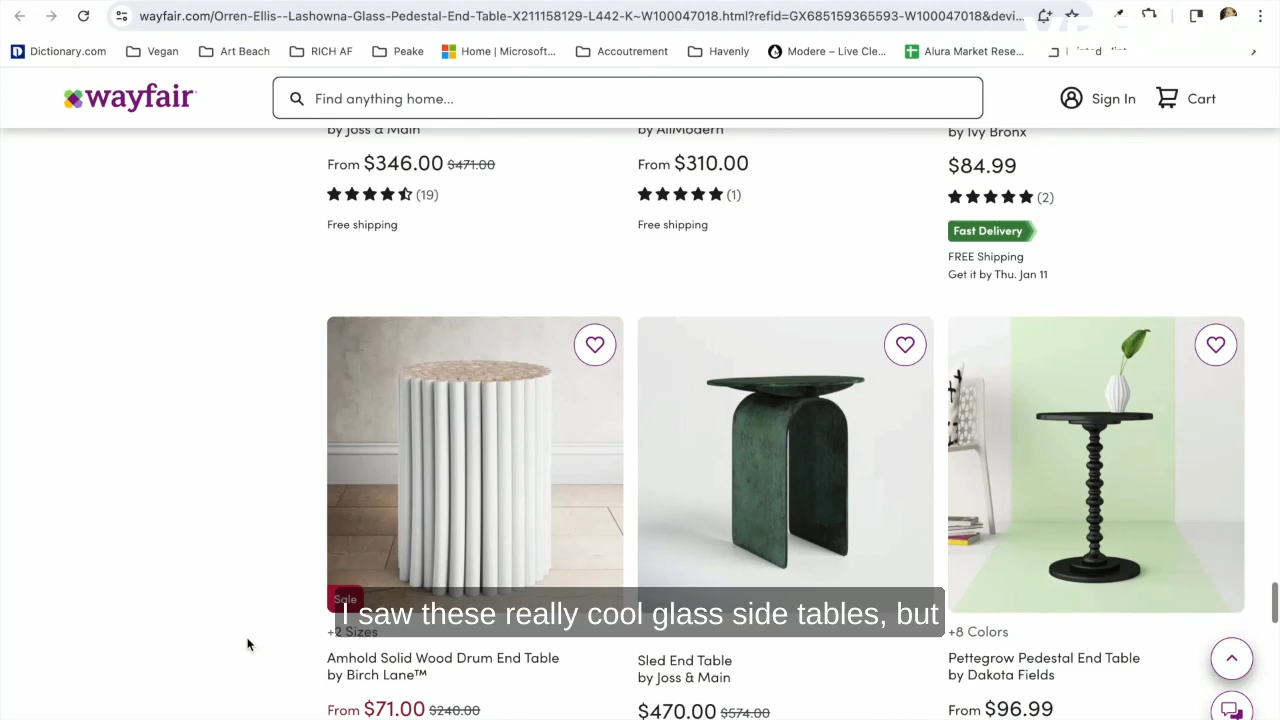 wayfair.com/Orren-Ellis--Lashowna-Glass-Pedestal-End-Table-X211158129-L442-K~W100047018.html?refid=GX685159365593-W100047018&devi...
Dictionary.com Vegan Art Beach RICH AF Peake Home | Microsoft... Accoutrement Havenly Modere – Live Cle... Alura Market Rese...
wayfair
Find anything home...
Sign In
Cart
by Joss & Main
by AllModern
by Ivy Bronx
From $346.00 $471.00
From $310.00
$84.99
(19)
(1)
(2)
Free shipping
Free shipping
Fast Delivery
FREE Shipping
Get it by Thu. Jan 11
Sale
I saw these really cool glass side tables, but
+2 Sizes
+8 Colors
Amhold Solid Wood Drum End Table
by Birch Lane™
Sled End Table
by Joss & Main
Pettegrow Pedestal End Table
by Dakota Fields
From $71.00 $240.00
$470.00 $574.00
From $96.99